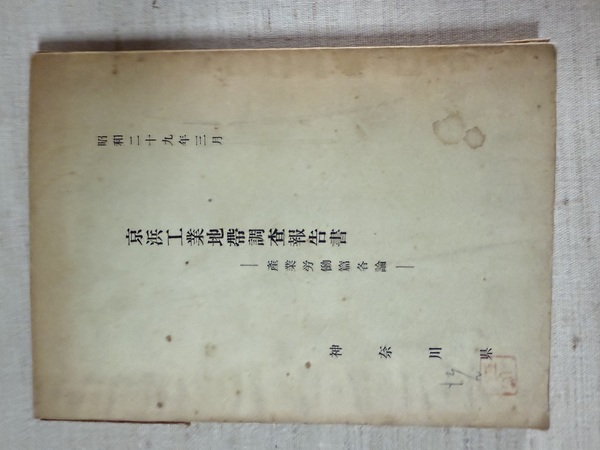 昭和二十九年三月
京浜工業地帯調査報告書
―産業労働篇各論―
神奈川県